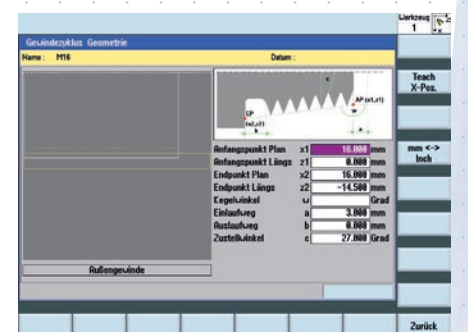 Werkzeug
1
x
Gewindezyklus Geometrie
Name: M16 Datum:
Teach
X-Pos.
mm <->
Inch
c
AP (x1,z1)
EP
(x2,z2)
w
b
a
Anfangspunkt Plan x1 16.000 mm
Anfangspunkt Längs z1 0.000 mm
Endpunkt Plan x2 16.000 mm
Endpunkt Längs z2 -14.500 mm
Kegelwinkel ω Grad
Einlaufweg a 3.000 mm
Auslaufweg b 0.000 mm
Zustellwinkel c 27.000 Grad
Außengewinde
Zurück